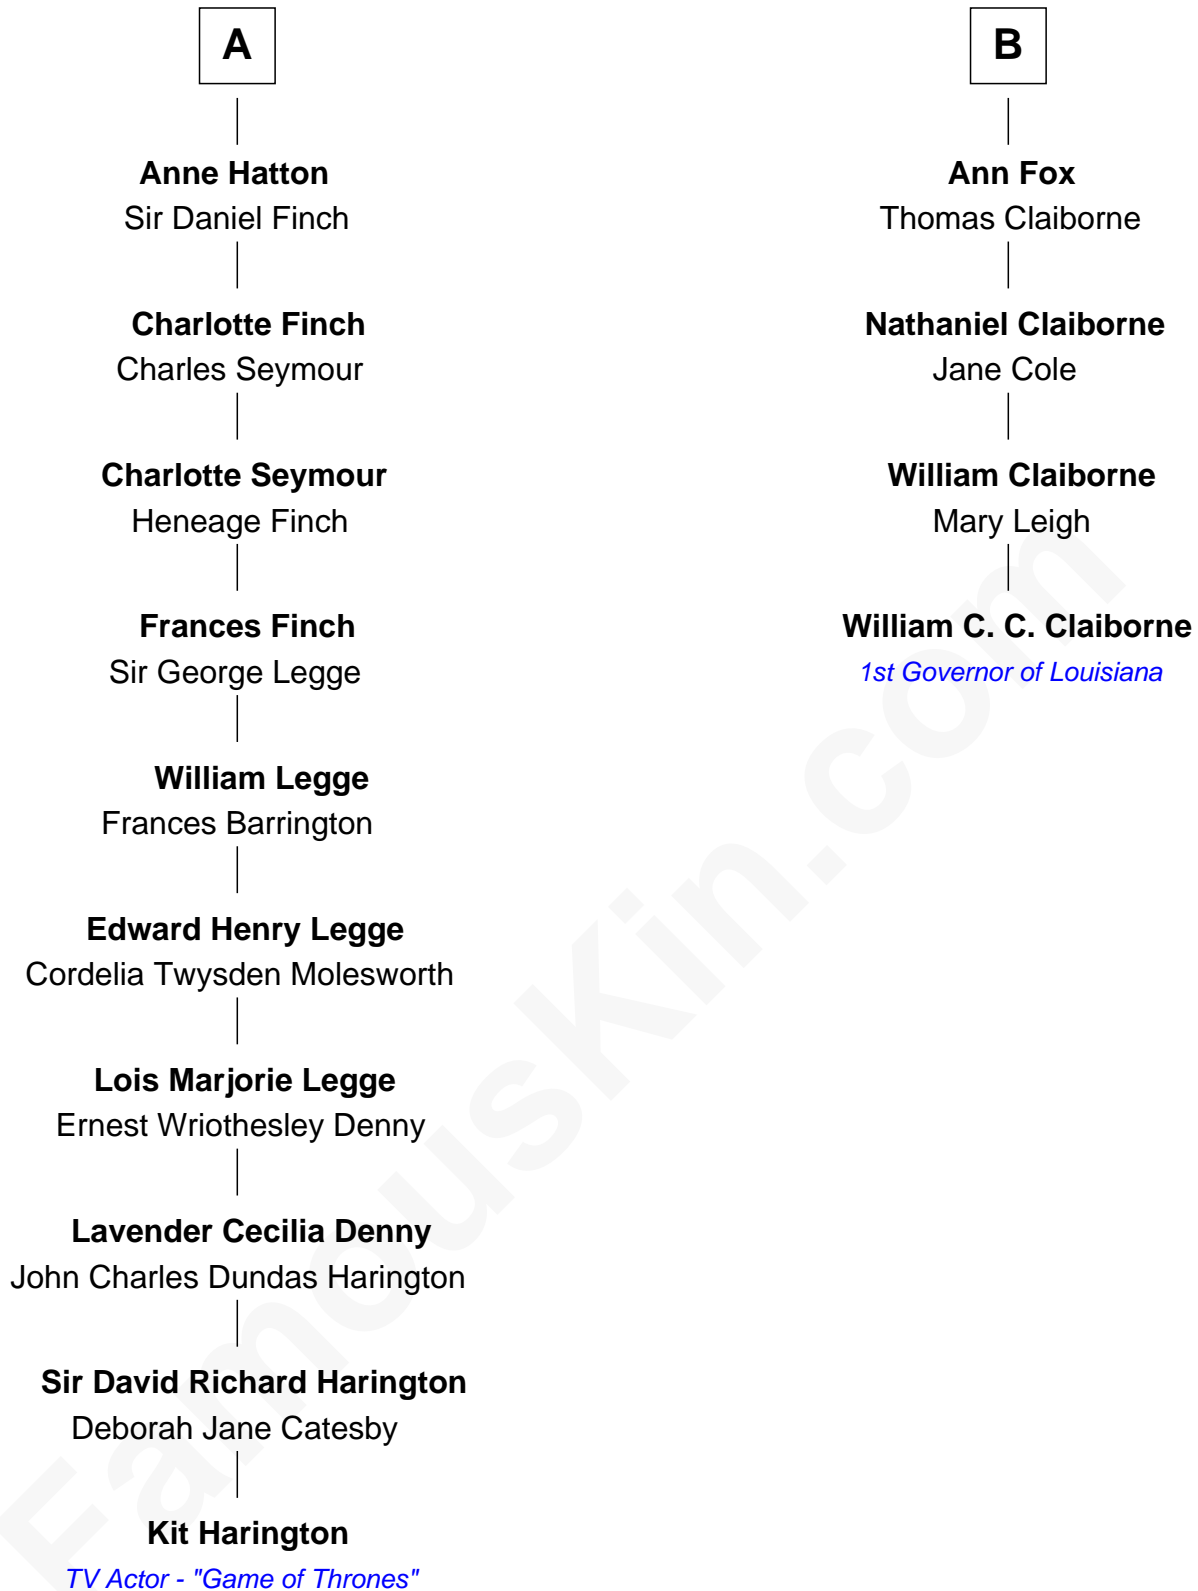 A
Anne Hatton
Sir Daniel Finch
Charlotte Finch
Charles Seymour
Charlotte Seymour
Heneage Finch
Frances Finch
Sir George Legge
William Legge
Frances Barrington
Edward Henry Legge
Cordelia Twysden Molesworth
Lois Marjorie Legge
Ernest Wriothesley Denny
Lavender Cecilia Denny
John Charles Dundas Harington
Sir David Richard Harington
Deborah Jane Catesby
Kit Harington
TV Actor - "Game of Thrones"
B
Ann Fox
Thomas Claiborne
Nathaniel Claiborne
Jane Cole
William Claiborne
Mary Leigh
William C. C. Claiborne
1st Governor of Louisiana
FamousKin.com